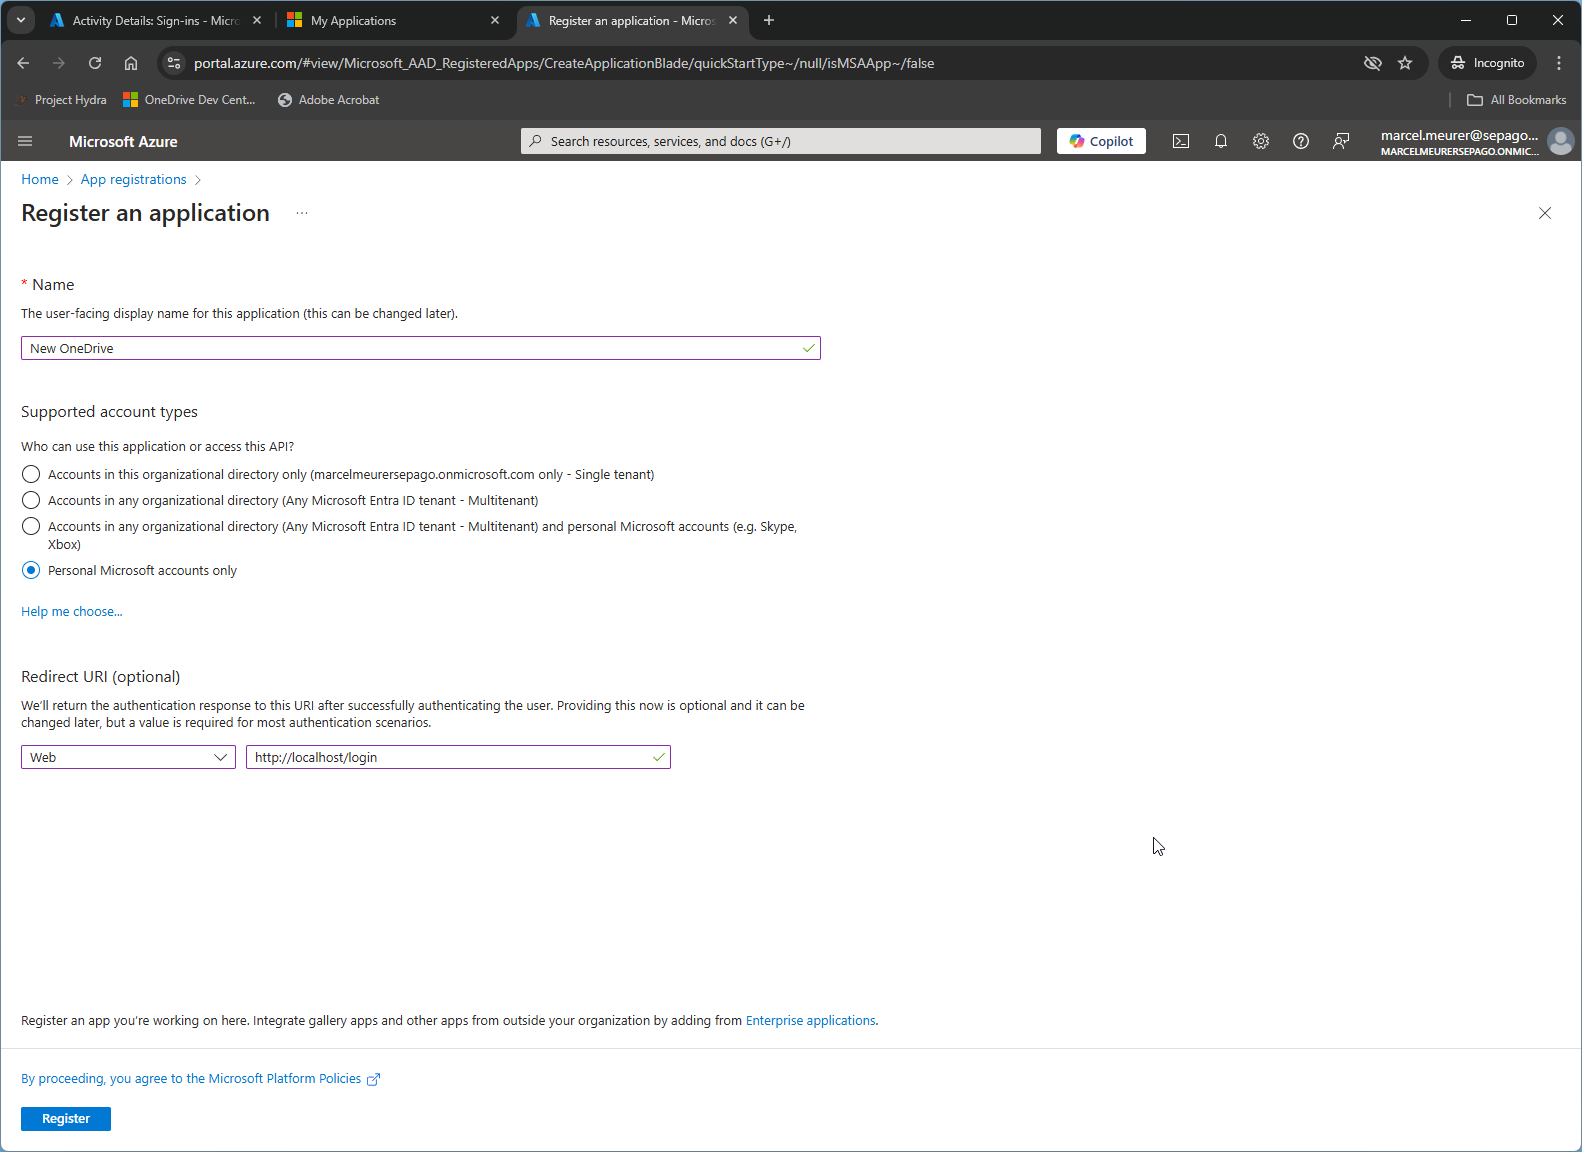 Activity Details: Sign-ins - Micro
My Applications
Register an application - Micros
portal.azure.com/#view/Microsoft_AAD_RegisteredApps/CreateApplicationBlade/quickStartType~/null/isMSAApp~/false
Incognito
Project Hydra
OneDrive Dev Cent...
Adobe Acrobat
All Bookmarks
Microsoft Azure
Search resources, services, and docs (G+/)
Copilot
marcel.meurer@sepago...
MARCELMEURERSEPAGO.ONMIC...
Home
App registrations
Register an application
...
* Name
The user-facing display name for this application (this can be changed later).
New OneDrive
Supported account types
Who can use this application or access this API?
Accounts in this organizational directory only (marcelmeurersepago.onmicrosoft.com only - Single tenant)
Accounts in any organizational directory (Any Microsoft Entra ID tenant - Multitenant)
Accounts in any organizational directory (Any Microsoft Entra ID tenant - Multitenant) and personal Microsoft accounts (e.g. Skype,
Xbox)
Personal Microsoft accounts only
Help me choose...
Redirect URI (optional)
We'll return the authentication response to this URI after successfully authenticating the user. Providing this now is optional and it can be
changed later, but a value is required for most authentication scenarios.
Web
http://localhost/login
Register an app you're working on here. Integrate gallery apps and other apps from outside your organization by adding from Enterprise applications.
By proceeding, you agree to the Microsoft Platform Policies
Register